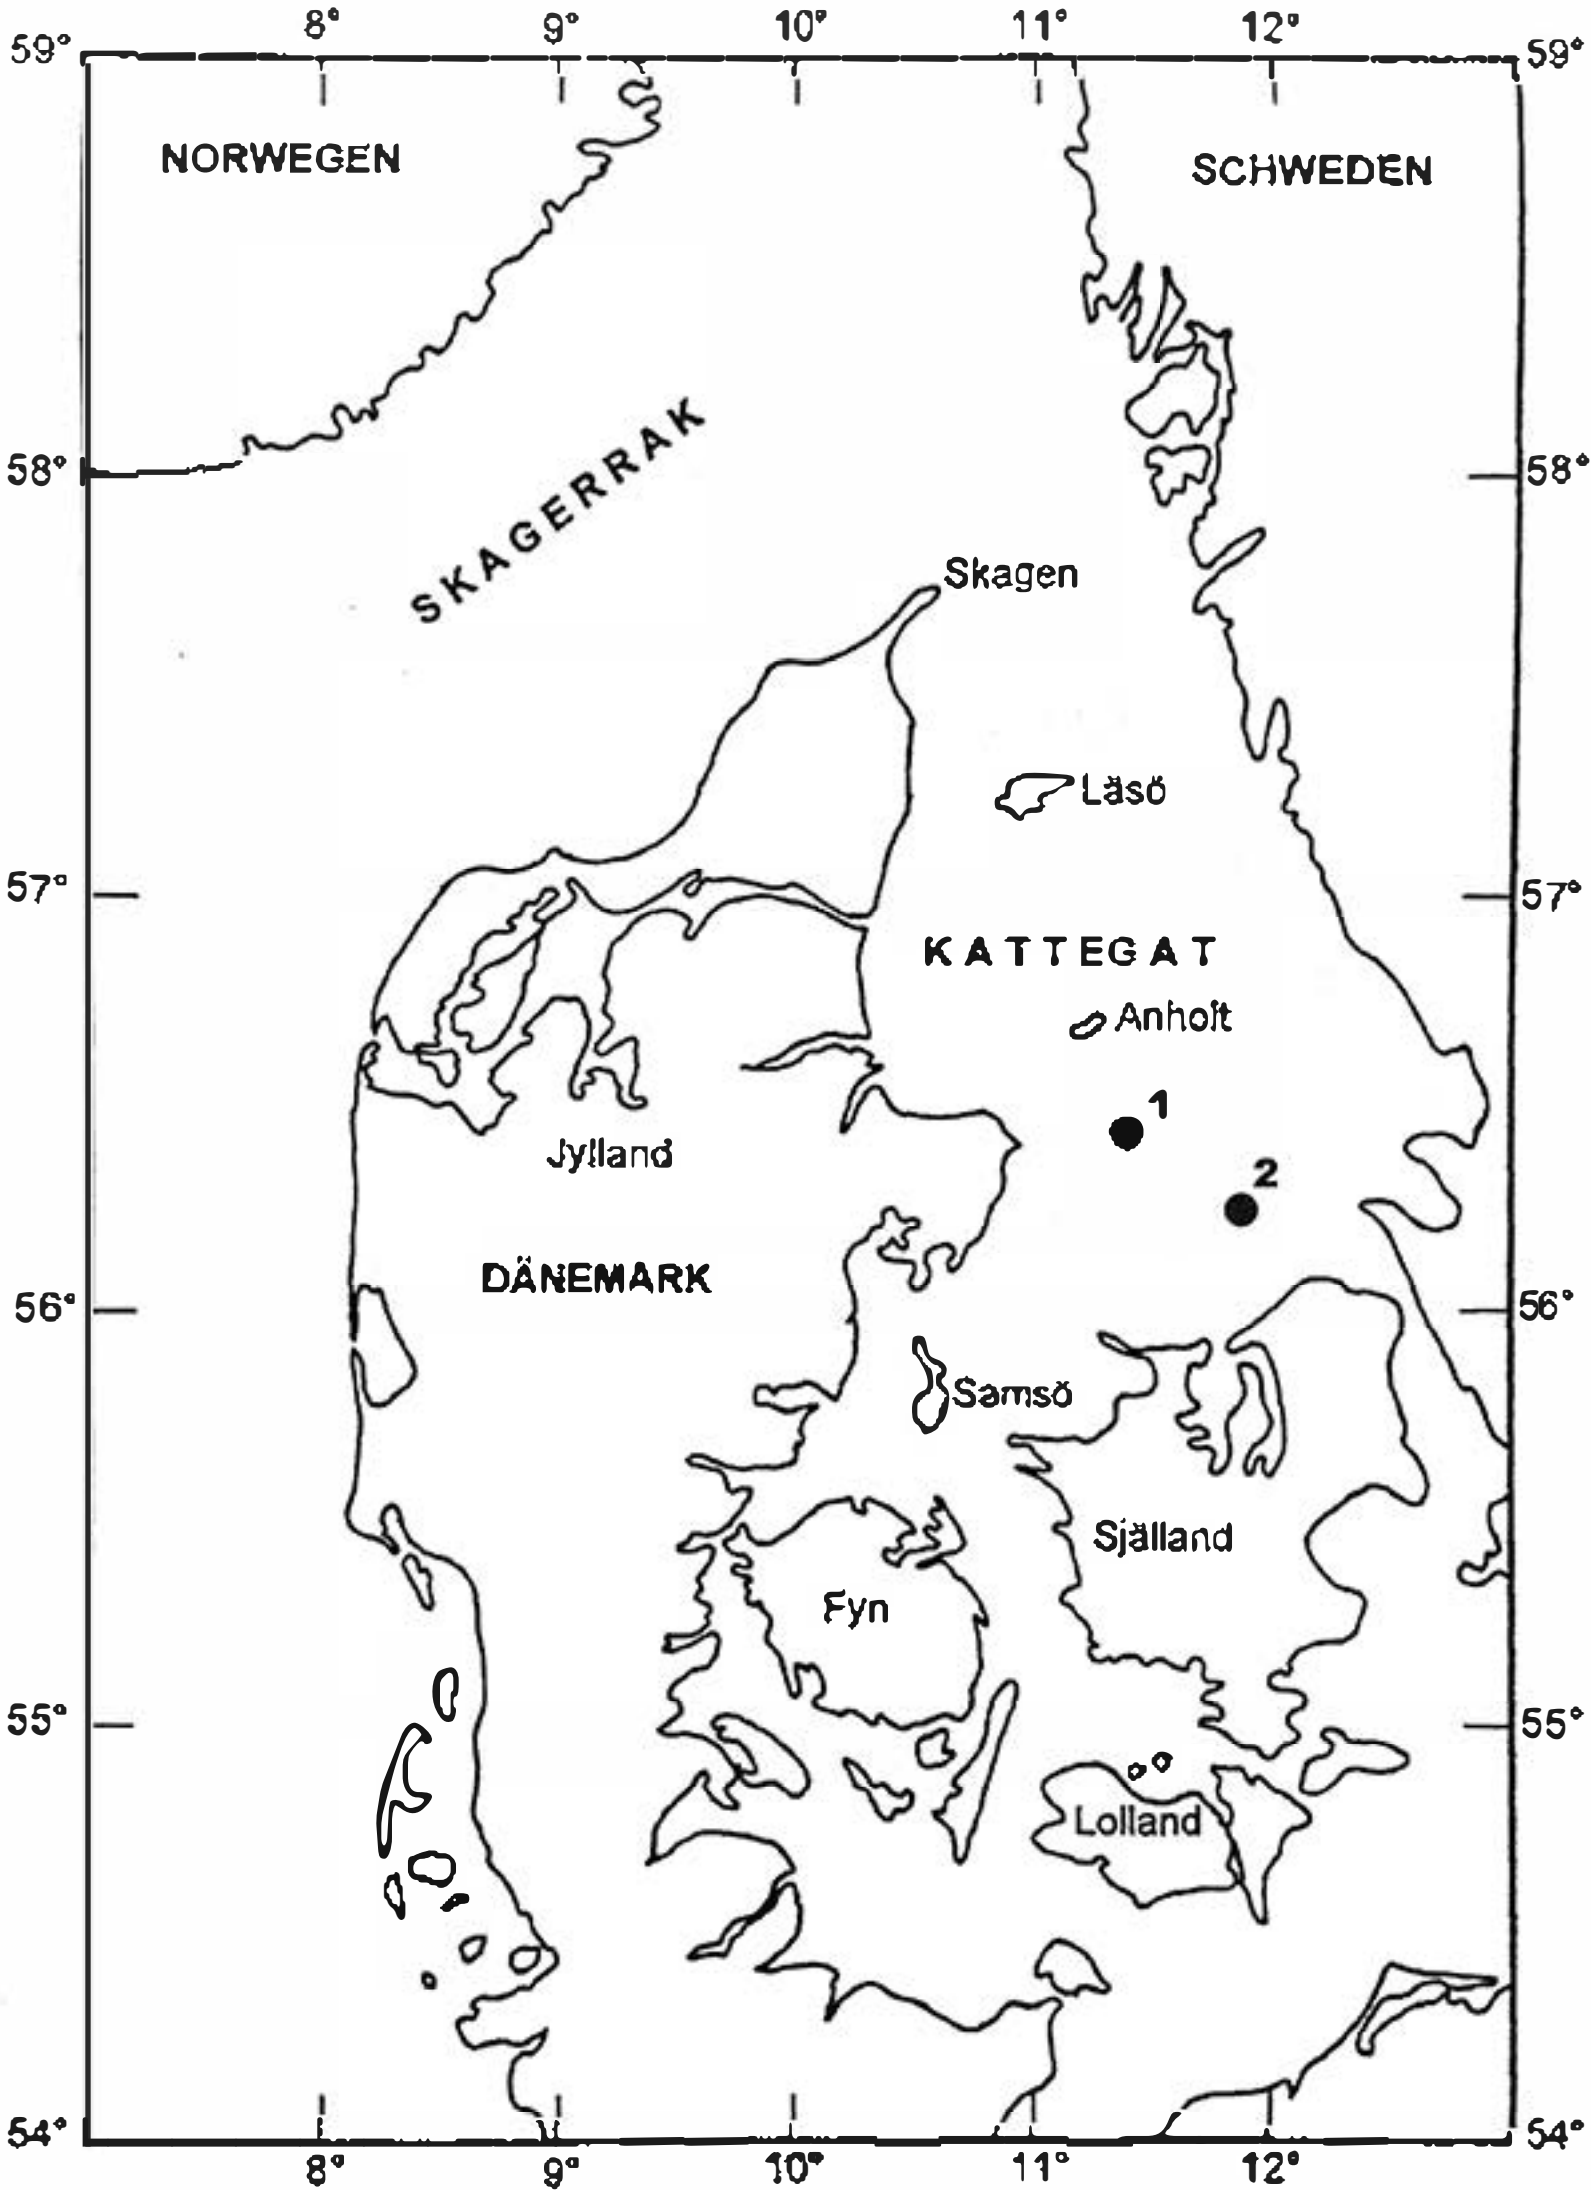 8° 9° 10° 11° 12°
59° 59°
NORWEGEN SCHWEDEN
SKAGERRAK
58° 58°
Skagen
Läsö
57° 57°
KATTEGAT
Anholt
1
Jylland
2
DÄNEMARK
56° 56°
Samsö
Själland
Fyn
55° 55°
Lolland
54° 54°
8° 9° 10° 11° 12°